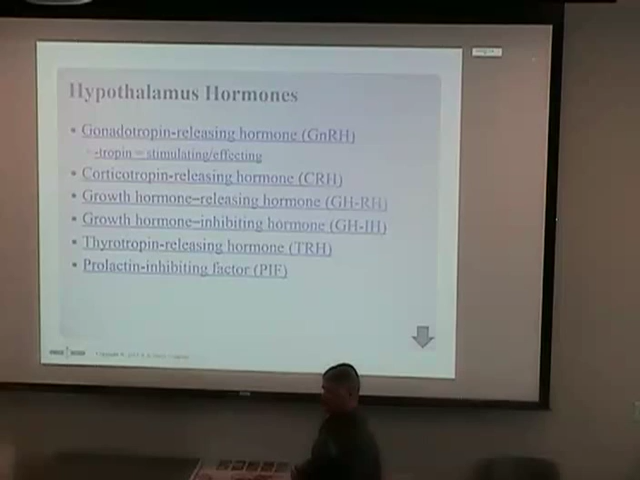 Hypothalamus Hormones
• Gonadotropin-releasing hormone (GnRH)
-tropin = stimulating/effecting
• Corticotropin-releasing hormone (CRH)
• Growth hormone–releasing hormone (GH-RH)
• Growth hormone–inhibiting hormone (GH-IH)
• Thyrotropin-releasing hormone (TRH)
• Prolactin-inhibiting factor (PIF)